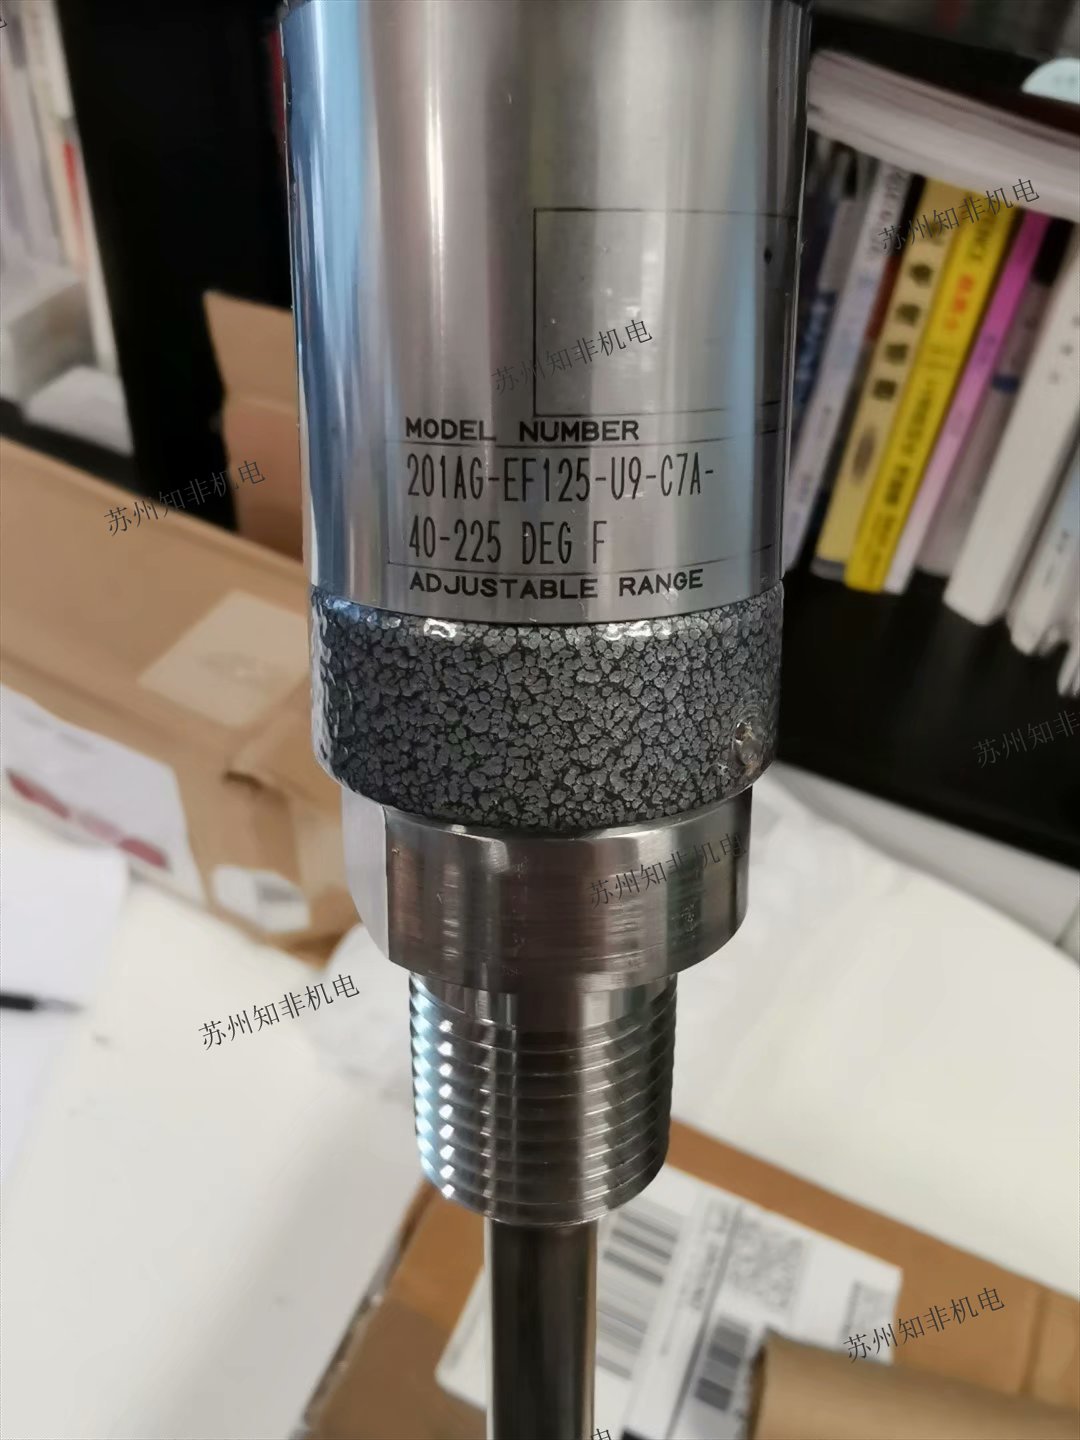 苏州知非机电
苏州知非机电
MODEL NUMBER
201AG-EF125-U9-C7A-
40-225 DEG F
ADJUSTABLE RANGE
苏州知非机电
苏州知非
苏州知非机电
苏州知非机电
苏州知非机电
电